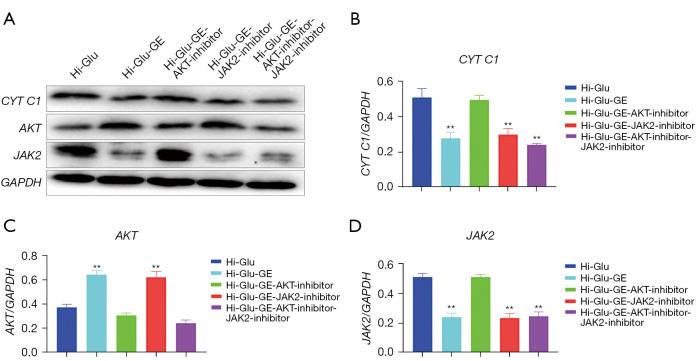 A
Hi-Glu
Hi-Glu-GE
Hi-Glu-GE-
AKT-inhibitor
Hi-Glu-GE-
JAK2-inhibitor
Hi-Glu-GE-
AKT-inhibitor-
JAK2-inhibitor
CYT C1
AKT
JAK2
GAPDH
B
CYT C1
CYT C1/GAPDH
0.6
0.4
0.2
0.0
**
**
**
Hi-Glu
Hi-Glu-GE
Hi-Glu-GE-AKT-inhibitor
Hi-Glu-GE-JAK2-inhibitor
Hi-Glu-GE-AKT-inhibitor-
JAK2-inhibitor
C
AKT
AKT/GAPDH
0.8
0.6
0.4
0.2
0.0
**
**
Hi-Glu
Hi-Glu-GE
Hi-Glu-GE-AKT-inhibitor
Hi-Glu-GE-JAK2-inhibitor
Hi-Glu-GE-AKT-inhibitor-
JAK2-inhibitor
D
JAK2
JAK2/GAPDH
0.6
0.4
0.2
0.0
**
**
**
Hi-Glu
Hi-Glu-GE
Hi-Glu-GE-AKT-inhibitor
Hi-Glu-GE-JAK2-inhibitor
Hi-Glu-GE-AKT-inhibitor-
JAK2-inhibitor